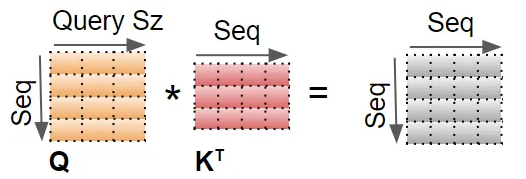 Query Sz
Seq
Seq
Seq
Seq
*
=
Q
Kᵀ